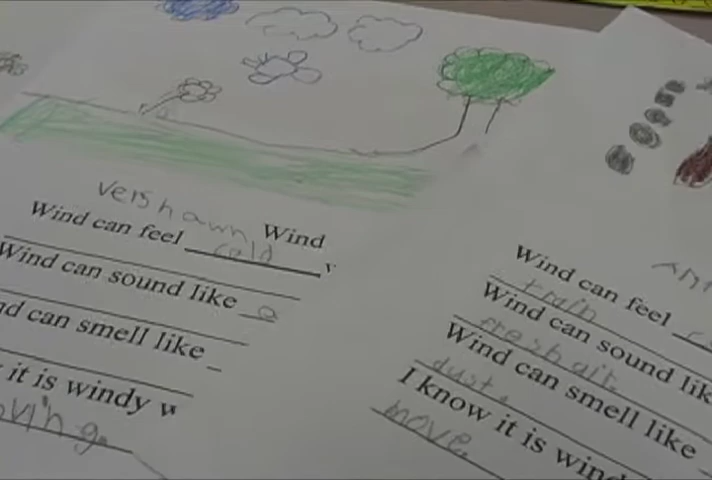 vershawn Wind
Wind can feel cold,
Wind can sound like a
nd can smell like
it is windy w
oving.
Wind can feel
train
Wind can sound lik
fresh air
Wind can smell like
dust.
I know it is wind
move.